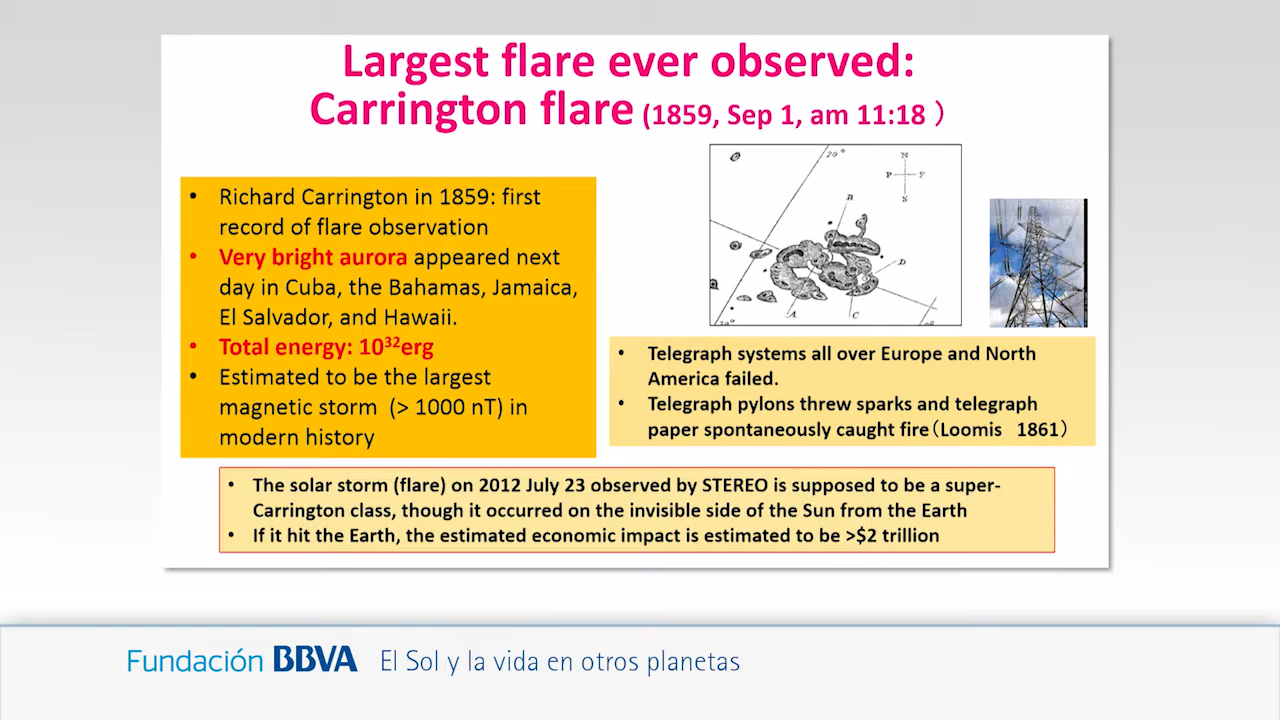 Largest flare ever observed:
Carrington flare (1859, Sep 1, am 11:18 )
• Richard Carrington in 1859: first
record of flare observation
• Very bright aurora appeared next
day in Cuba, the Bahamas, Jamaica,
El Salvador, and Hawaii.
• Total energy: 10³²erg
• Estimated to be the largest
magnetic storm (> 1000 nT) in
modern history
20°
N
P F
S
B
D
A C
• Telegraph systems all over Europe and North
America failed.
• Telegraph pylons threw sparks and telegraph
paper spontaneously caught fire（Loomis 1861）
• The solar storm (flare) on 2012 July 23 observed by STEREO is supposed to be a super-
Carrington class, though it occurred on the invisible side of the Sun from the Earth
• If it hit the Earth, the estimated economic impact is estimated to be >$2 trillion
Fundación BBVA El Sol y la vida en otros planetas